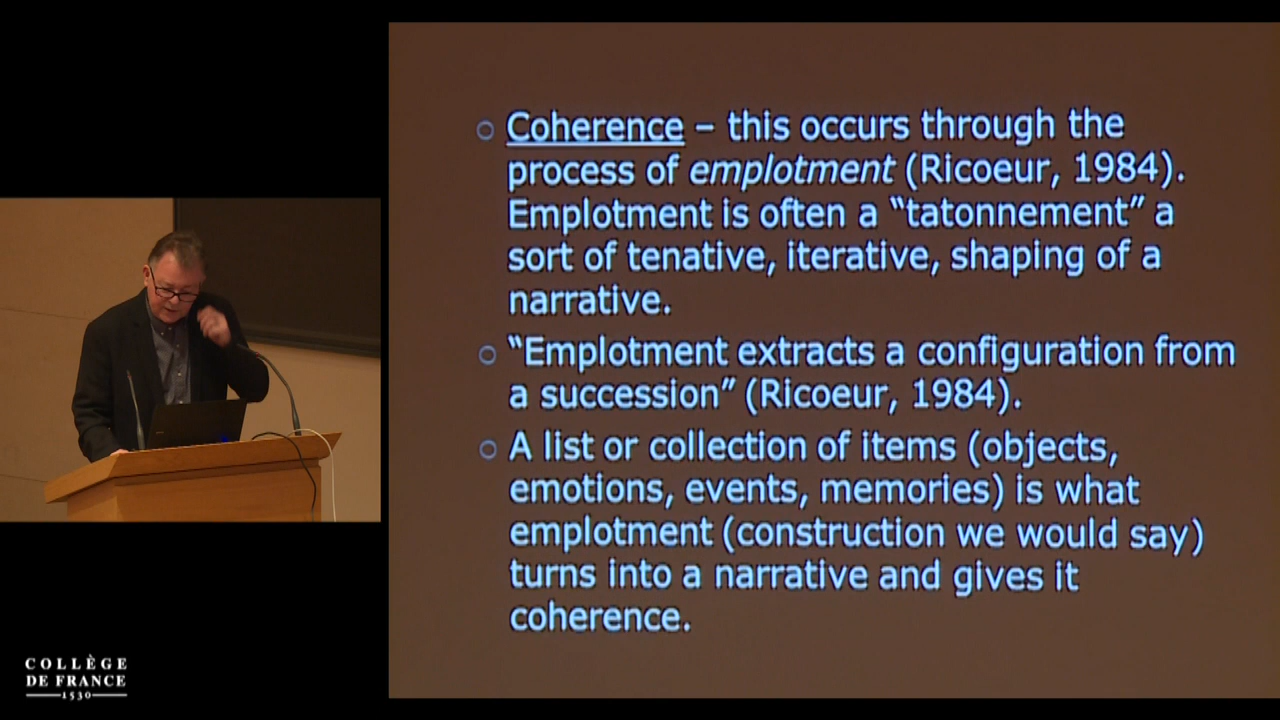 Coherence – this occurs through the
process of emplotment (Ricoeur, 1984).
Emplotment is often a “tatonnement” a
sort of tenative, iterative, shaping of a
narrative.
“Emplotment extracts a configuration from
a succession” (Ricoeur, 1984).
A list or collection of items (objects,
emotions, events, memories) is what
emplotment (construction we would say)
turns into a narrative and gives it
coherence.
COLLÈGE
DE FRANCE
1530